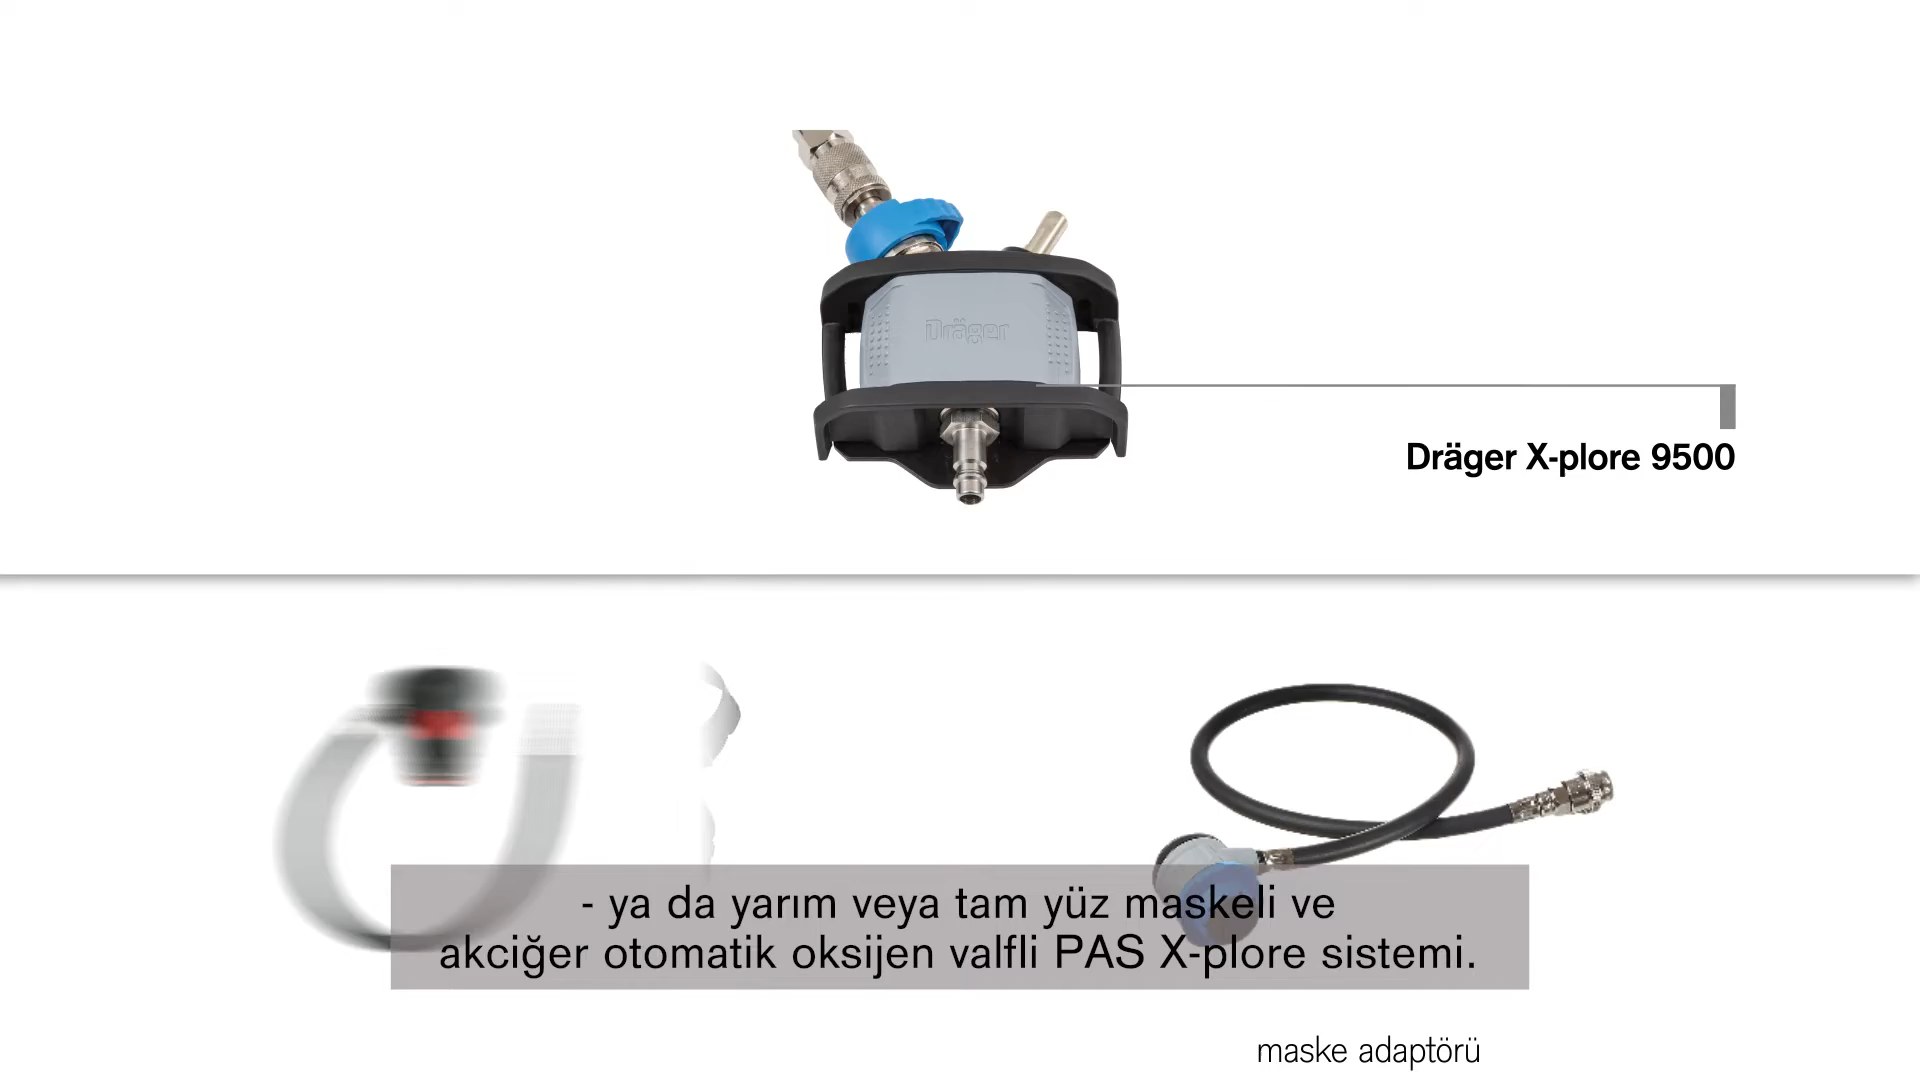 Dräger
Dräger X-plore 9500
- ya da yarım veya tam yüz maskeli ve
akciğer otomatik oksijen valfli PAS X-plore sistemi.
maske adaptörü